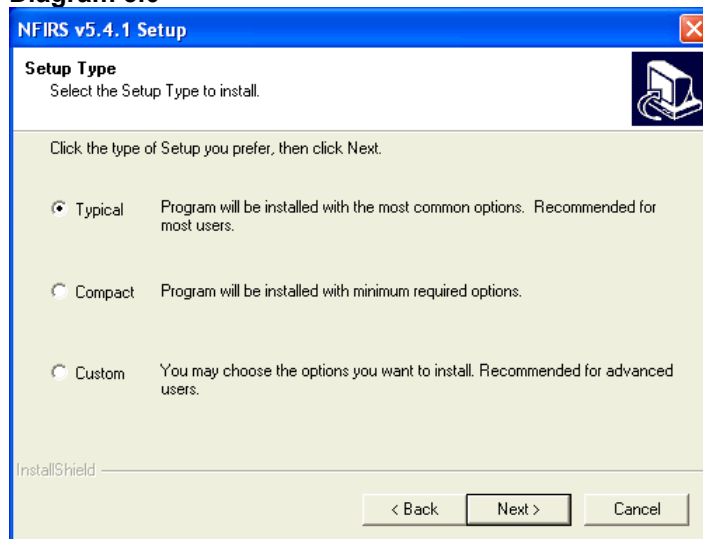 NFIRS v5.4.1 Setup
Setup Type
Select the Setup Type to install.
Click the type of Setup you prefer, then click Next.
Typical
Program will be installed with the most common options. Recommended for
most users.
Compact
Program will be installed with minimum required options.
Custom
You may choose the options you want to install. Recommended for advanced
users.
InstallShield
< Back
Next >
Cancel